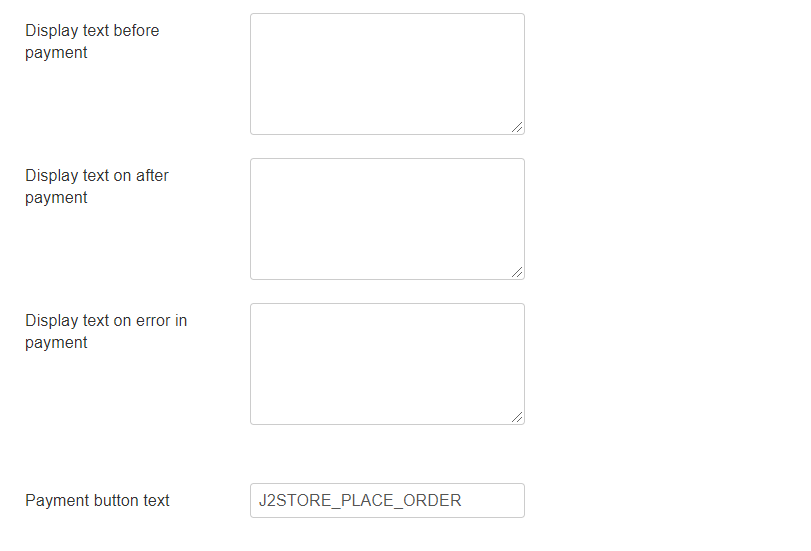 Display text before
payment
Display text on after
payment
Display text on error in
payment
Payment button text
J2STORE_PLACE_ORDER